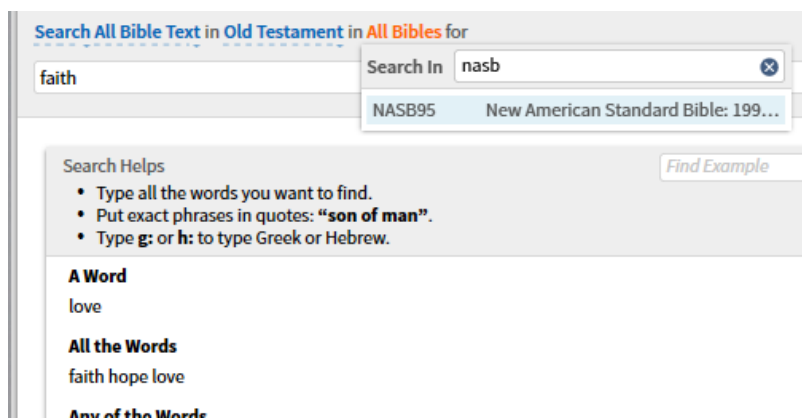 Search All Bible Text in Old Testament in All Bibles for
Search In nasb
faith
NASB95 New American Standard Bible: 199...
Search Helps
Find Example
• Type all the words you want to find.
• Put exact phrases in quotes: “son of man”.
• Type g: or h: to type Greek or Hebrew.
A Word
love
All the Words
faith hope love
Any of the Words